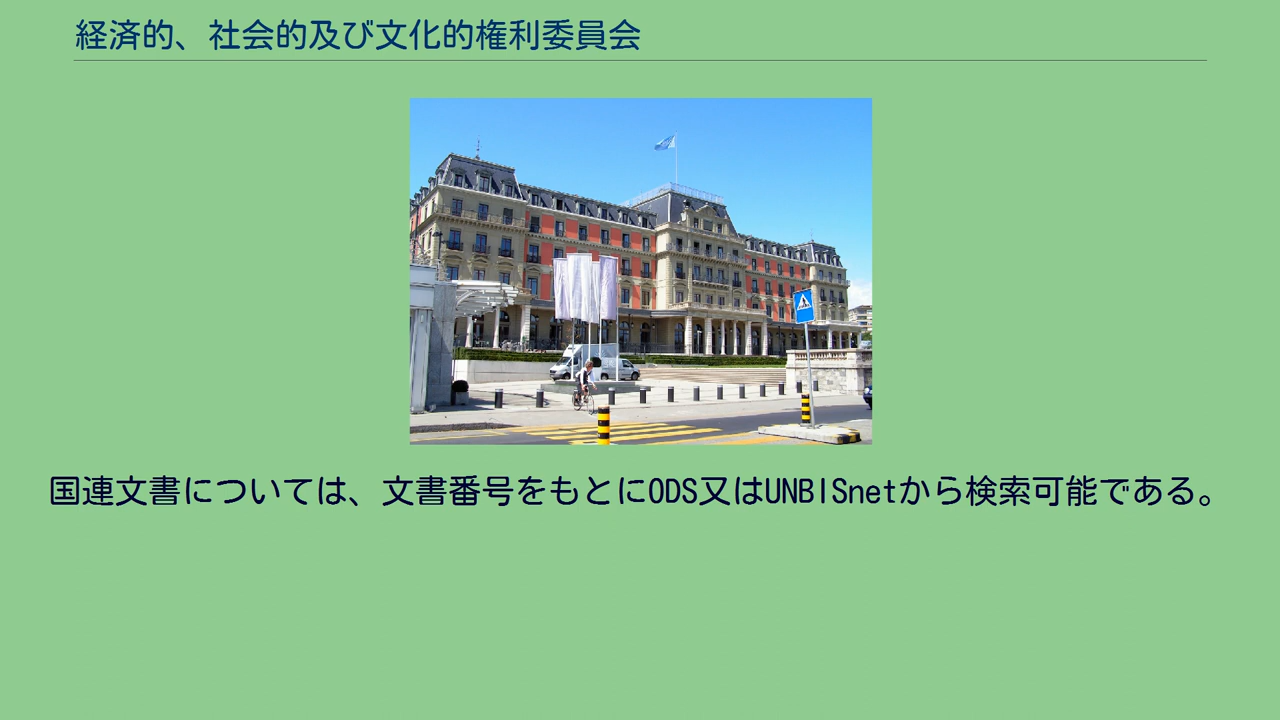 経済的、社会的及び文化的権利委員会
国連文書については、文書番号をもとにODS又はUNBISnetから検索可能である。